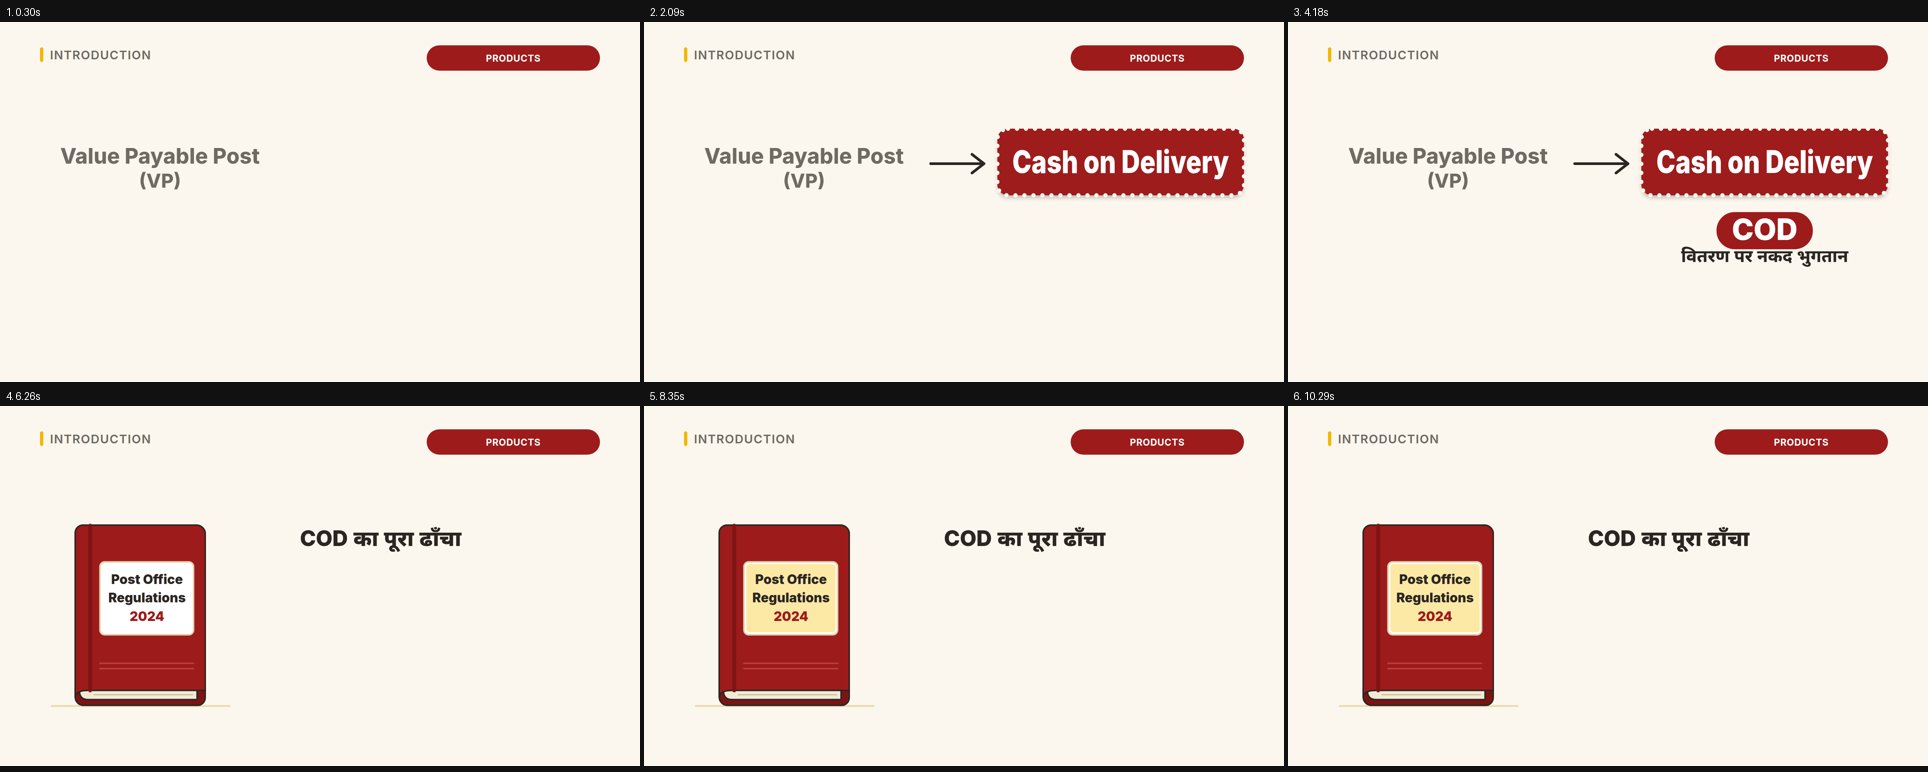 1. 0.30s
INTRODUCTION
PRODUCTS
Value Payable Post
(VP)
2. 2.09s
INTRODUCTION
PRODUCTS
Value Payable Post
(VP)
Cash on Delivery
3. 4.18s
INTRODUCTION
PRODUCTS
Value Payable Post
(VP)
Cash on Delivery
COD
वितरण पर नकद भुगतान
4. 6.26s
INTRODUCTION
PRODUCTS
COD का पूरा ढाँचा
Post Office
Regulations
2024
5. 8.35s
INTRODUCTION
PRODUCTS
COD का पूरा ढाँचा
Post Office
Regulations
2024
6. 10.29s
INTRODUCTION
PRODUCTS
COD का पूरा ढाँचा
Post Office
Regulations
2024